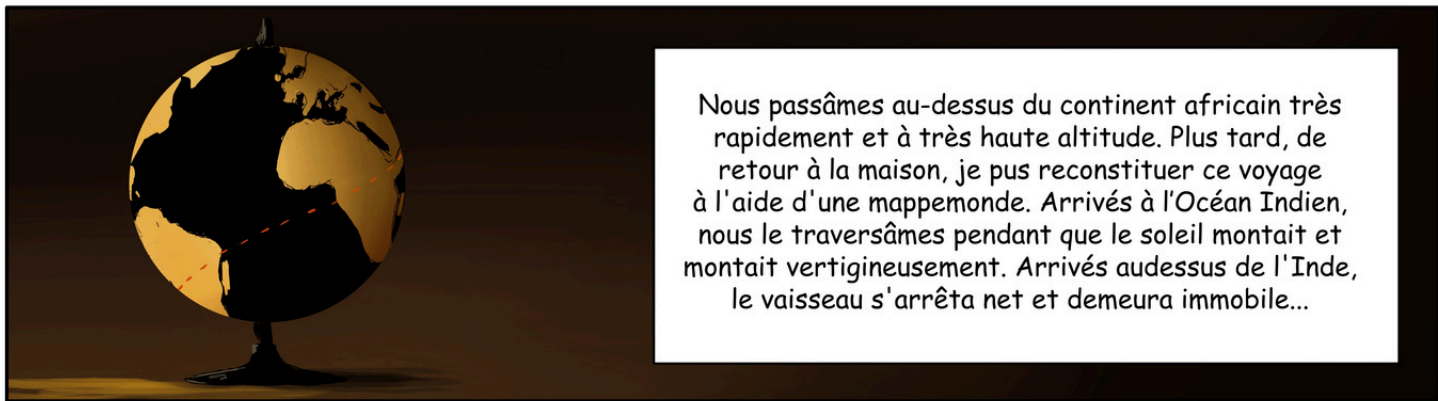 Nous passâmes au-dessus du continent africain très
rapidement et à très haute altitude. Plus tard, de
retour à la maison, je pus reconstituer ce voyage
à l'aide d'une mappemonde. Arrivés à l’Océan Indien,
nous le traversâmes pendant que le soleil montait et
montait vertigineusement. Arrivés audessus de l'Inde,
le vaisseau s'arrêta net et demeura immobile...